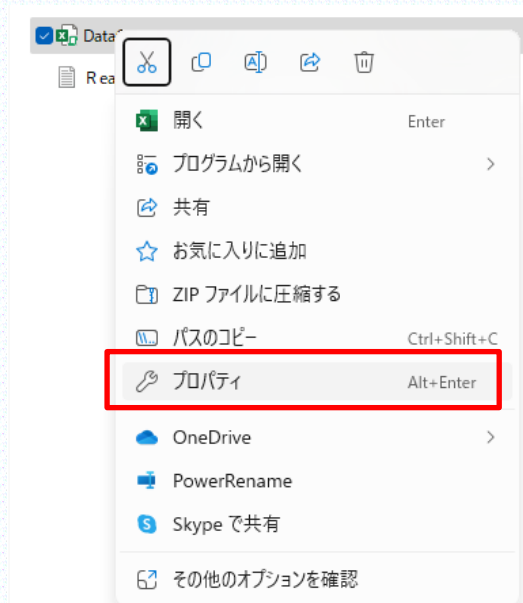 Data
Rea
開く Enter
プログラムから開く
共有
お気に入りに追加
ZIP ファイルに圧縮する
パスのコピー Ctrl+Shift+C
プロパティ Alt+Enter
OneDrive
PowerRename
Skype で共有
その他のオプションを確認